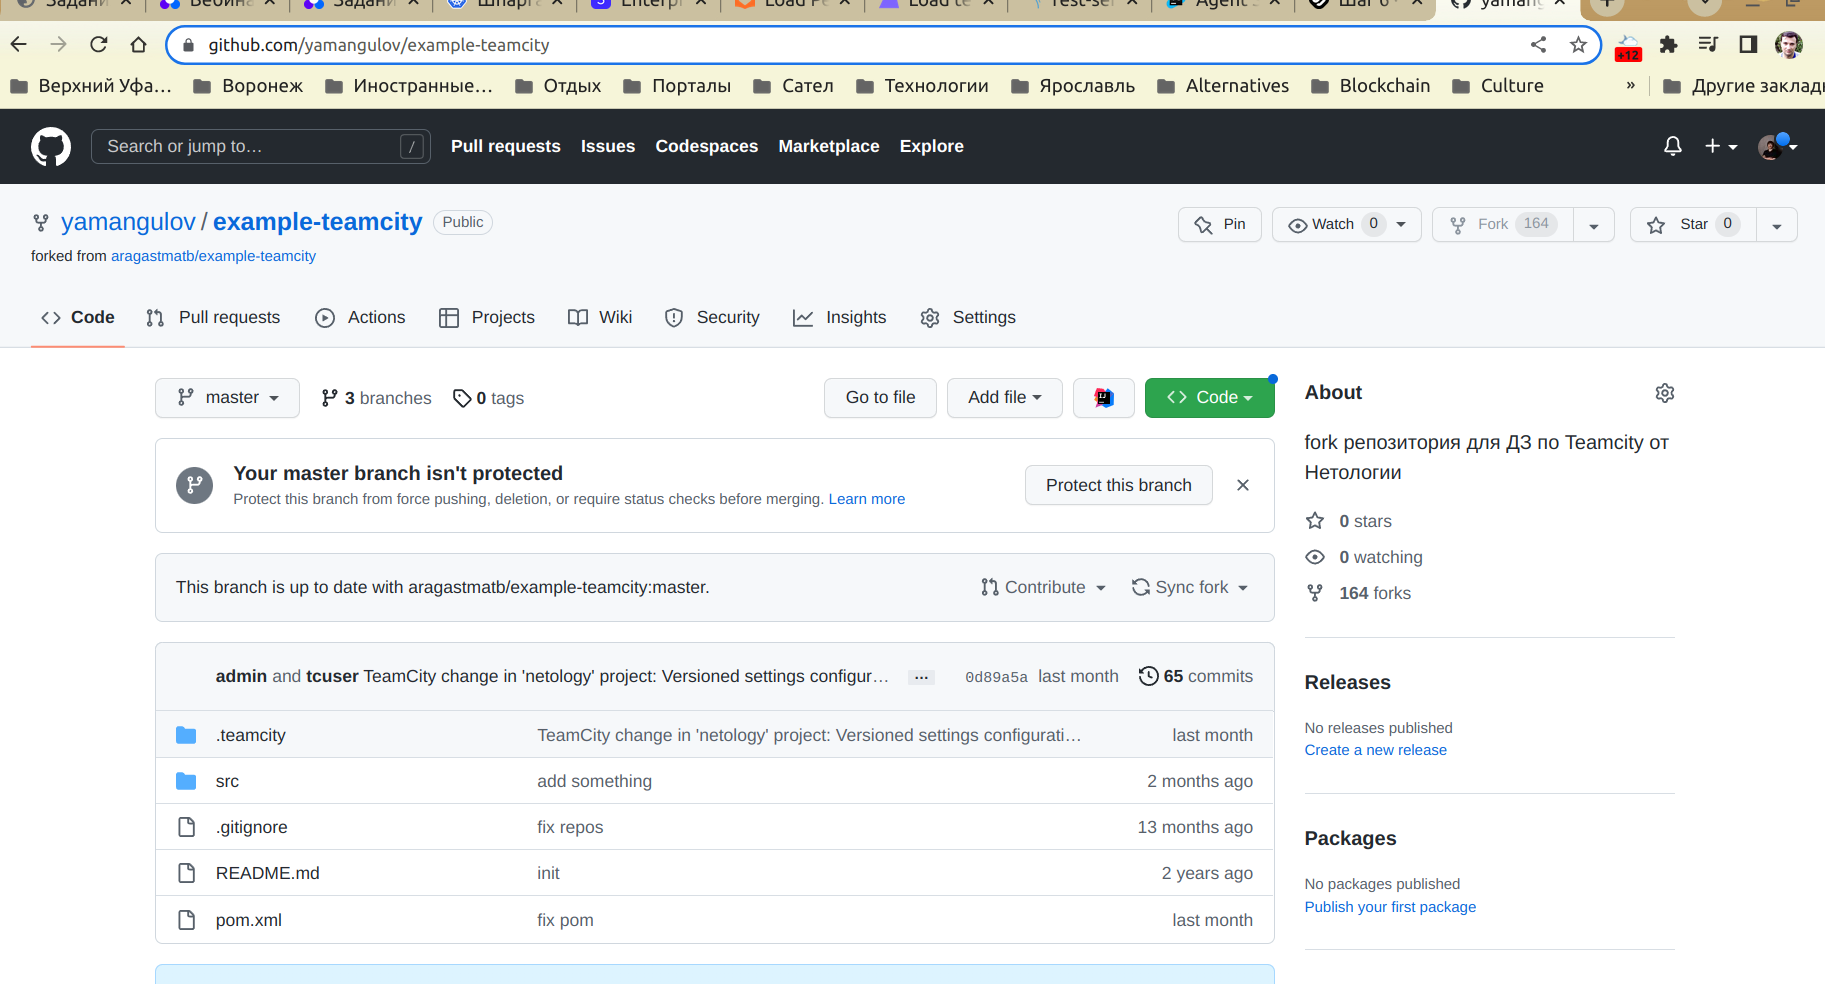 github.com/yamangulov/example-teamcity
+12
Верхний Уфа...
Воронеж
Иностранные...
Отдых
Порталы
Сател
Технологии
Ярославль
Alternatives
Blockchain
Culture
»
Другие заклад
Search or jump to…
/
Pull requests
Issues
Codespaces
Marketplace
Explore
yamangulov / example-teamcity
Public
Pin
Watch 0
Fork 164
Star 0
forked from aragastmatb/example-teamcity
Code
Pull requests
Actions
Projects
Wiki
Security
Insights
Settings
master
3 branches
0 tags
Go to file
Add file
Code
About
fork репозитория для ДЗ по Teamcity от
Нетологии
0 stars
0 watching
164 forks
Your master branch isn't protected
Protect this branch from force pushing, deletion, or require status checks before merging. Learn more
Protect this branch
This branch is up to date with aragastmatb/example-teamcity:master.
Contribute
Sync fork
admin and tcuser TeamCity change in 'netology' project: Versioned settings configur…
...
0d89a5a last month
65 commits
.teamcity
TeamCity change in 'netology' project: Versioned settings configurati…
last month
src
add something
2 months ago
.gitignore
fix repos
13 months ago
README.md
init
2 years ago
pom.xml
fix pom
last month
Releases
No releases published
Create a new release
Packages
No packages published
Publish your first package